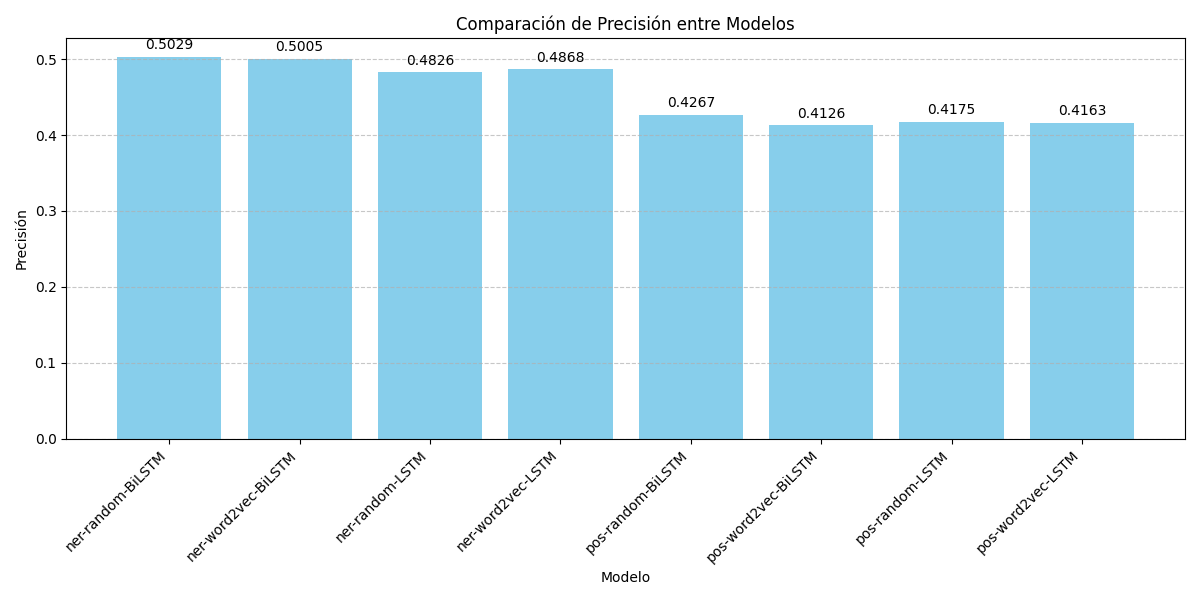 Comparación de Precisión entre Modelos
0.5029
0.5005
0.4826
0.4868
0.4267
0.4126
0.4175
0.4163
Precisión
0.5
0.4
0.3
0.2
0.1
0.0
ner-random-BiLSTM
ner-word2vec-BiLSTM
ner-random-LSTM
ner-word2vec-LSTM
pos-random-BiLSTM
pos-word2vec-BiLSTM
pos-random-LSTM
pos-word2vec-LSTM
Modelo